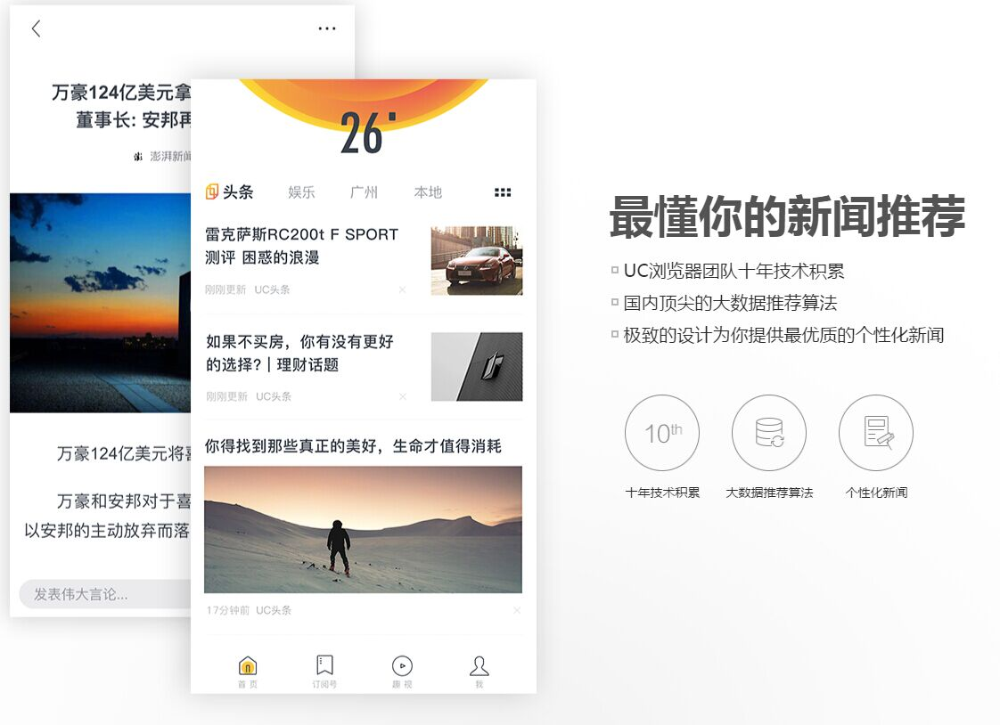 万豪124亿美元拿
董事长: 安邦再
澎湃新闻
万豪124亿美元将喜
万豪和安邦对于喜
以安邦的主动放弃而落
发表伟大言论...
26°
头条 娱乐 广州 本地
雷克萨斯RC200t F SPORT
测评 困惑的浪漫
刚刚更新 UC头条
如果不买房，你有没有更好
的选择? | 理财话题
刚刚更新 UC头条
你得找到那些真正的美好，生命才值得消耗
17分钟前 UC头条
首页 订阅号 趣视 我
最懂你的新闻推荐
UC浏览器团队十年技术积累
国内顶尖的大数据推荐算法
极致的设计为你提供最优质的个性化新闻
10th
十年技术积累 大数据推荐算法 个性化新闻